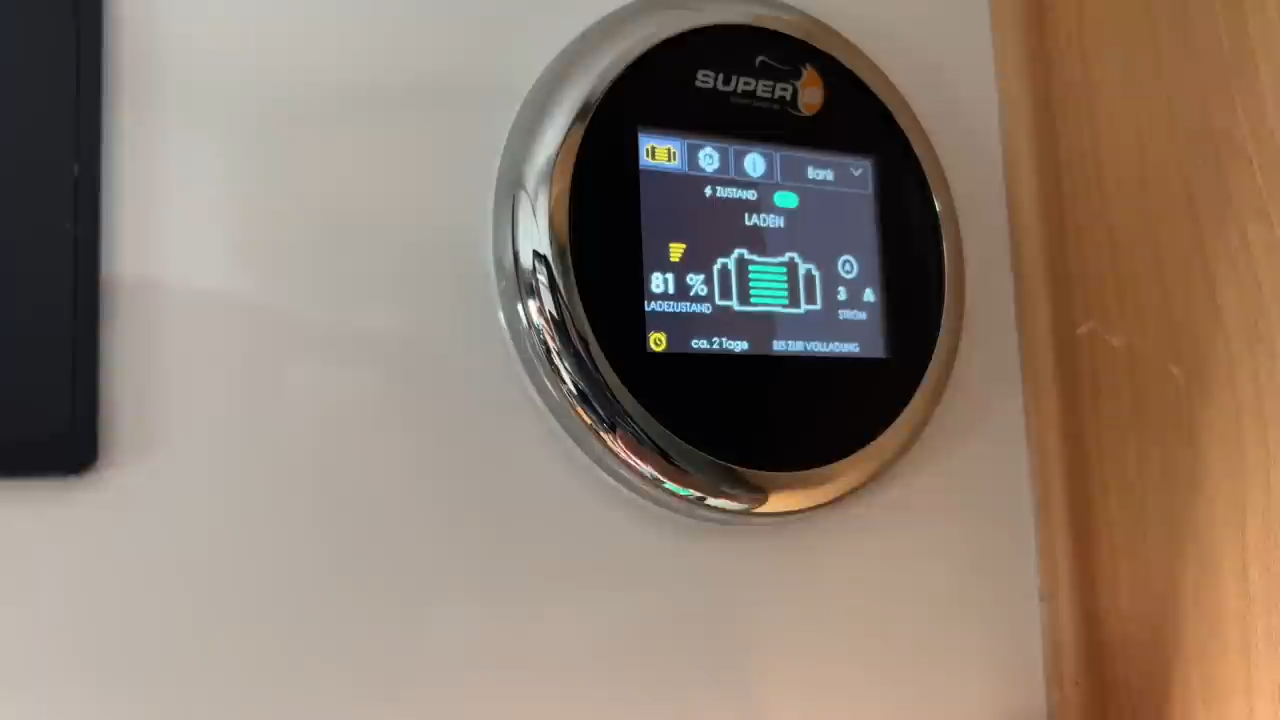 SUPER
Bank
ZUSTAND
LADEN
81 %
LADEZUSTAND
3 A
STROM
ca. 2 Tage
BIS ZUR VOLLADUNG